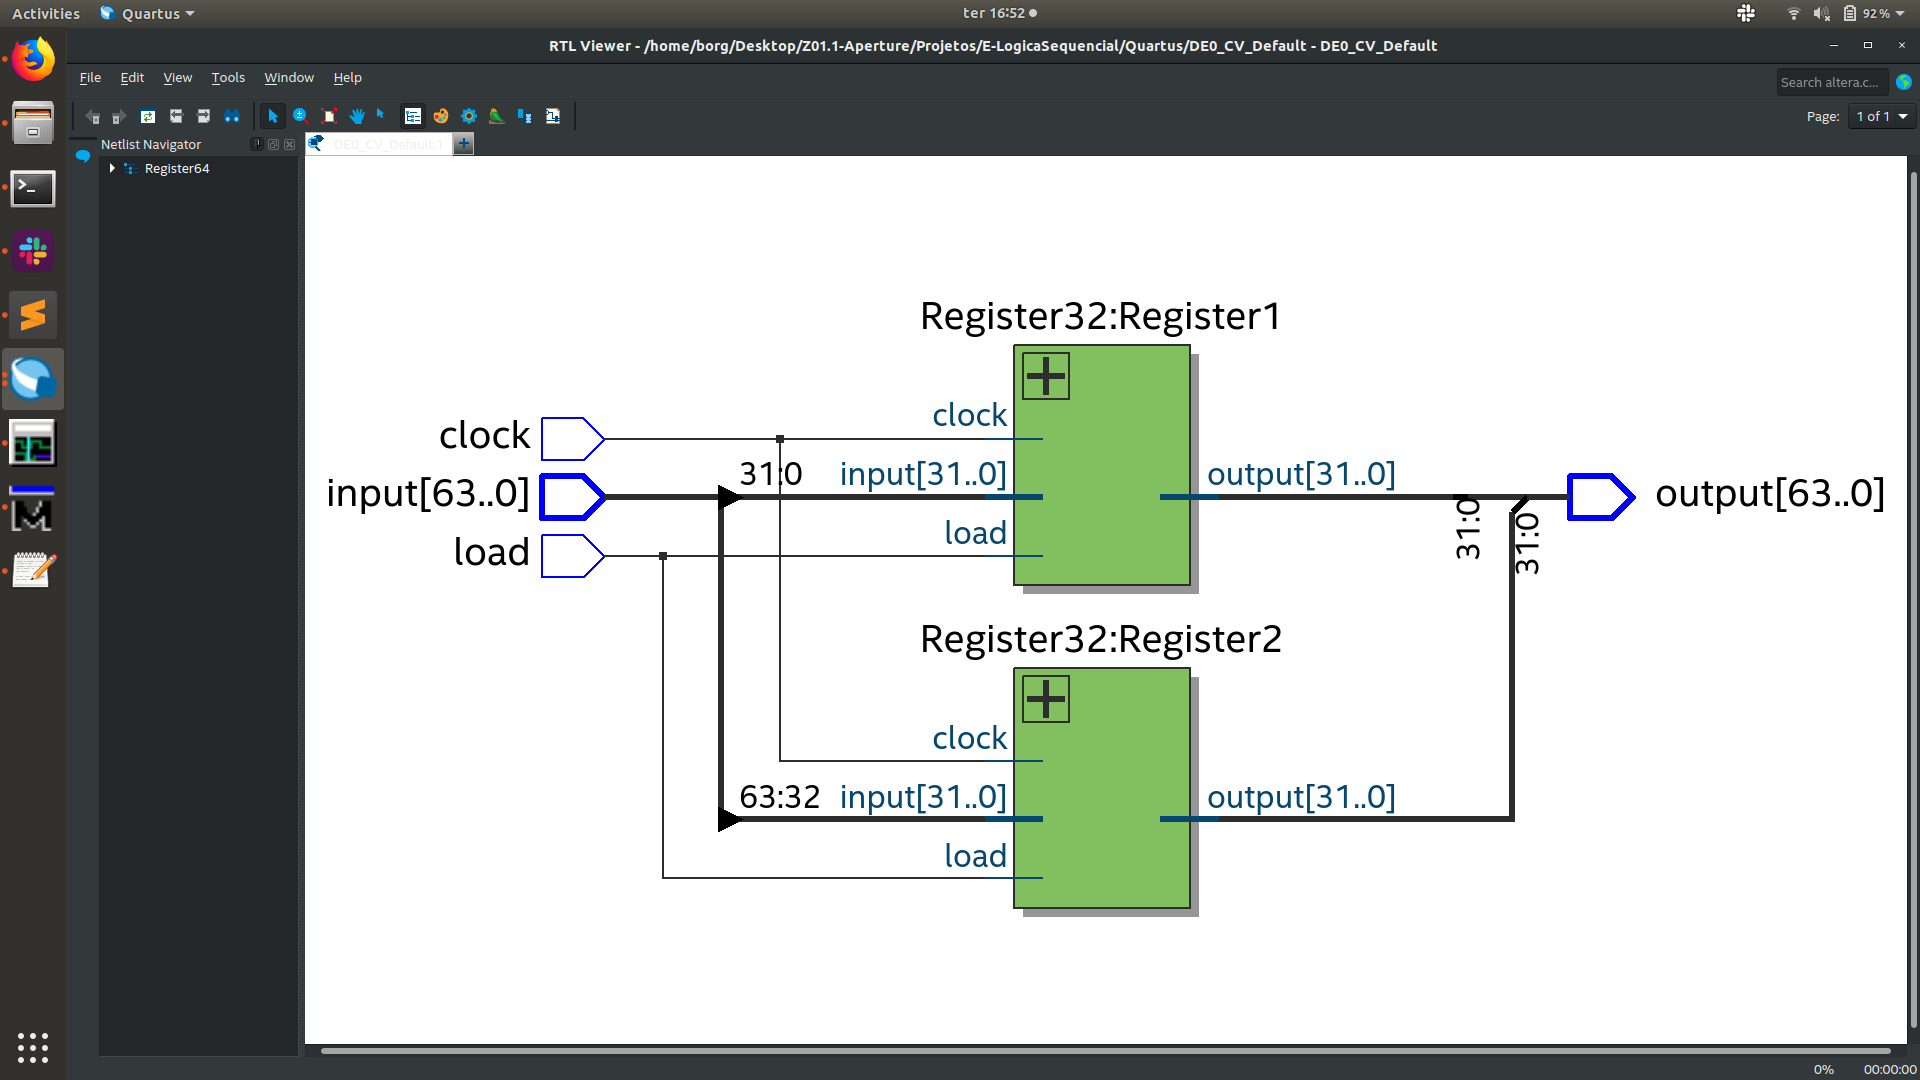 Activities Quartus ter 16:52 92%
RTL Viewer - /home/borg/Desktop/Z01.1-Aperture/Projetos/E-LogicaSequencial/Quartus/DE0_CV_Default - DE0_CV_Default
File Edit View Tools Window Help Search altera.c...
Page: 1 of 1
Netlist Navigator DE0_CV_Default:1
Register64
Register32:Register1
clock clock
31:0 input[31..0] output[31..0]
input[63..0] output[63..0]
load load
31:0 31:0
Register32:Register2
clock
63:32 input[31..0] output[31..0]
load
0% 00:00:00